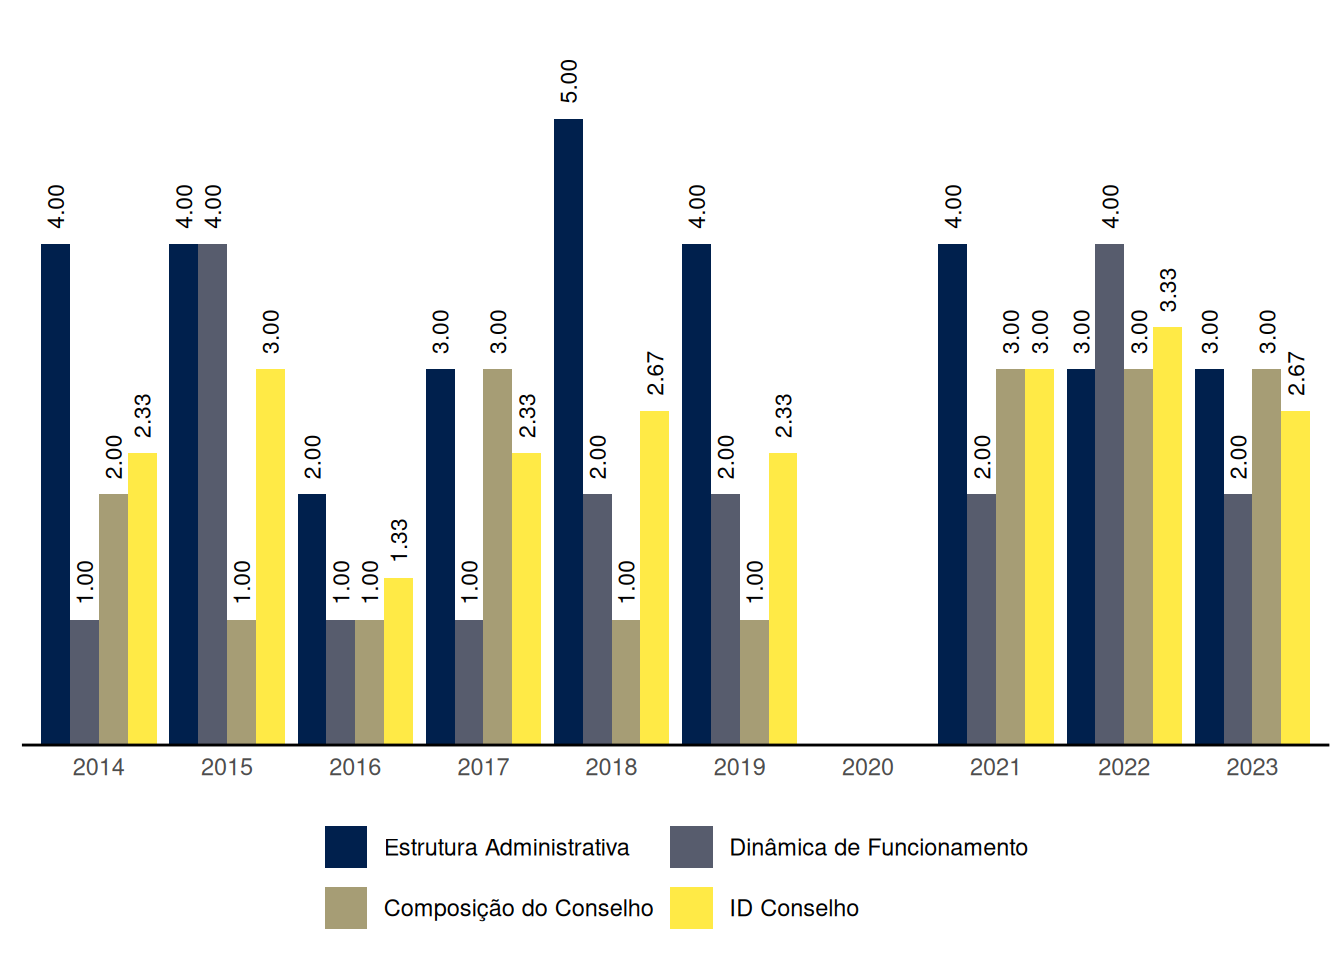 5.00
4.00 4.00 4.00 4.00 4.00 4.00
3.00 3.00 3.00 3.00 3.00 3.00 3.00 3.33 3.00 3.00
2.00 2.33 2.00 2.33 2.00 2.67 2.00 2.33 2.00 2.00 2.67
1.00 1.00 1.00 1.00 1.33 1.00 1.00 1.00
2014 2015 2016 2017 2018 2019 2020 2021 2022 2023
Estrutura Administrativa Dinâmica de Funcionamento
Composição do Conselho ID Conselho